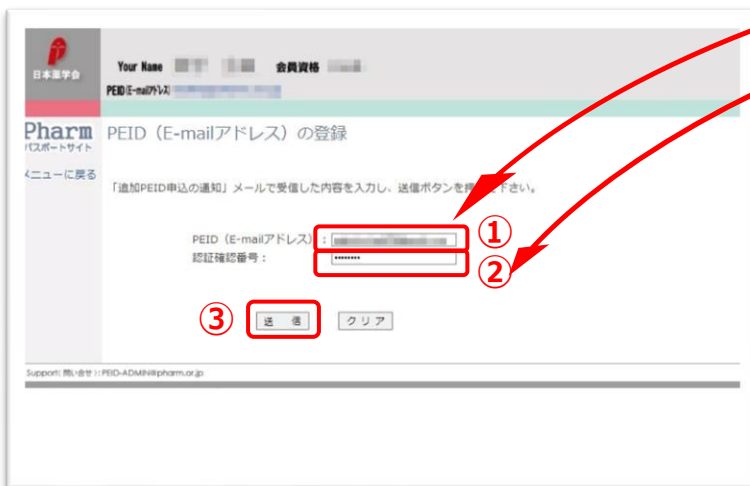 日本薬学会
Your Name 会員資格
PEID(E-mailアドレス)
Pharm
パスポートサイト
メニューに戻る
PEID（E-mailアドレス）の登録
「追加PEID申込の通知」メールで受信した内容を入力し、送信ボタンを押 下さい。
PEID（E-mailアドレス）：
①
認証確認番号：
②
③
送 信
クリア
Support( 問い合せ ): PEID-ADMIN@pharm.or.jp